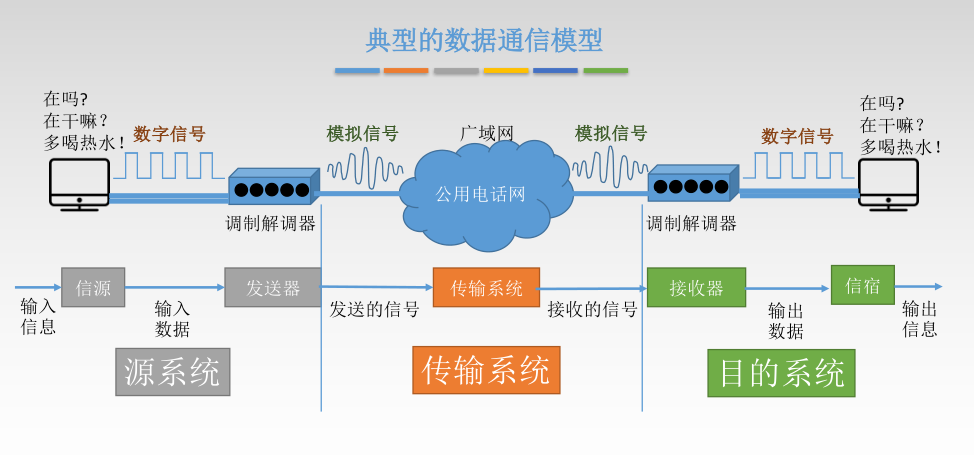 典型的数据通信模型
在吗?
在干嘛?
多喝热水!
数字信号
模拟信号
广域网
模拟信号
数字信号
在吗?
在干嘛?
多喝热水!
公用电话网
调制解调器
调制解调器
信源
发送器
传输系统
接收器
信宿
输入
信息
输入
数据
发送的信号
接收的信号
输出
数据
输出
信息
源系统
传输系统
目的系统